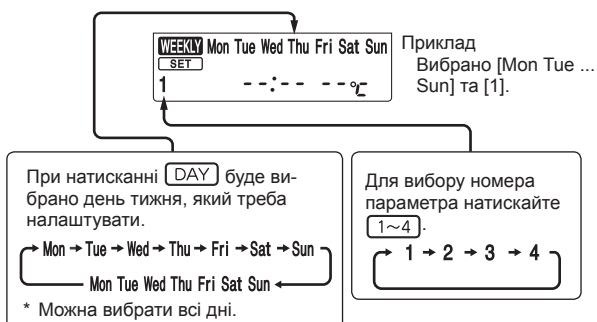 WEEKLY Mon Tue Wed Thu Fri Sat Sun
SET
1 --:-- --°C
Приклад
Вибрано [Mon Tue ...
Sun] та [1].
При натисканні DAY буде ви-
брано день тижня, який треба
налаштувати.
Mon → Tue → Wed → Thu → Fri → Sat → Sun
Mon Tue Wed Thu Fri Sat Sun
* Можна вибрати всі дні.
Для вибору номера
параметра натискайте
1~4.
1 → 2 → 3 → 4